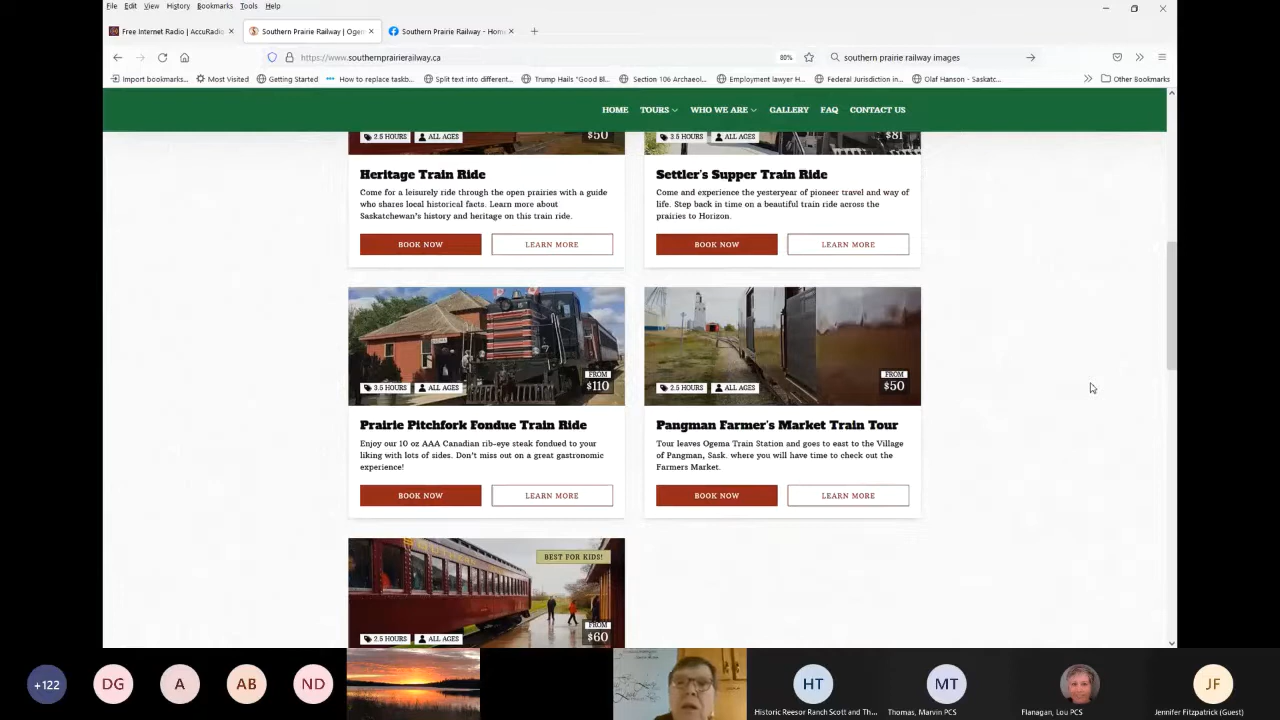 File Edit View History Bookmarks Tools Help
Free Internet Radio | AccuRadio
Southern Prairie Railway | Ogem
Southern Prairie Railway - Home
https://www.southernprairierailway.ca
80%
southern prairie railway images
Import bookmarks...
Most Visited
Getting Started
How to replace taskb...
Split text into different...
Trump Hails "Good Bl...
Section 106 Archaeol...
Employment lawyer H...
Federal Jurisdiction in...
Olaf Hanson - Saskatc...
Other Bookmarks
HOME TOURS WHO WE ARE GALLERY FAQ CONTACT US
2.5 HOURS ALL AGES $50
3.5 HOURS ALL AGES $81
Heritage Train Ride
Come for a leisurely ride through the open prairies with a guide
who shares local historical facts. Learn more about
Saskatchewan's history and heritage on this train ride.
BOOK NOW LEARN MORE
Settler's Supper Train Ride
Come and experience the yesteryear of pioneer travel and way of
life. Step back in time on a beautiful train ride across the
prairies to Horizon.
BOOK NOW LEARN MORE
3.5 HOURS ALL AGES FROM $110
Prairie Pitchfork Fondue Train Ride
Enjoy our 10 oz AAA Canadian rib-eye steak fondued to your
liking with lots of sides. Don't miss out on a great gastronomic
experience!
BOOK NOW LEARN MORE
2.5 HOURS ALL AGES FROM $50
Pangman Farmer's Market Train Tour
Tour leaves Ogema Train Station and goes to east to the Village
of Pangman, Sask. where you will have time to check out the
Farmers Market.
BOOK NOW LEARN MORE
BEST FOR KIDS!
2.5 HOURS ALL AGES FROM $60
+122 DG A AB ND HT MT JF
Historic Reesor Ranch Scott and Th...
Thomas, Marvin PCS
Flanagan, Lou PCS
Jennifer Fitzpatrick (Guest)